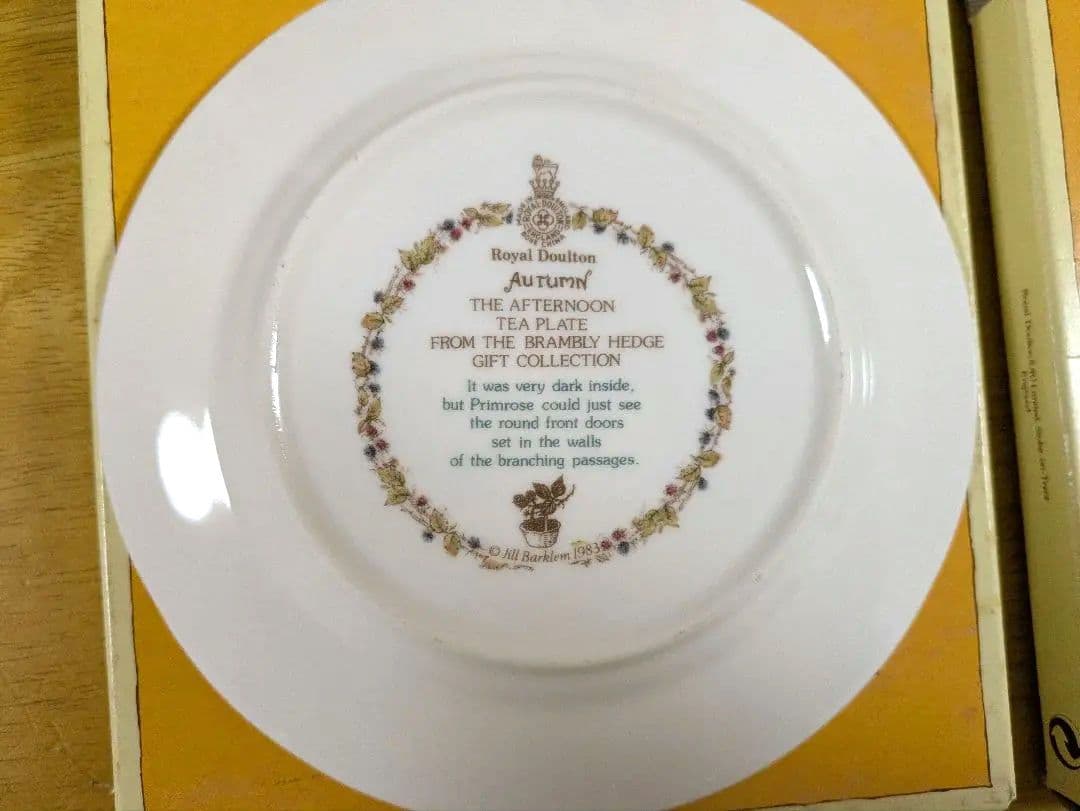 ROYAL DOULTON
Royal Doulton
AUTUMN
THE AFTERNOON
TEA PLATE
FROM THE BRAMBLY HEDGE
GIFT COLLECTION
It was very dark inside,
but Primrose could just see
the round front doors
set in the walls
of the branching passages.
© Jill Barklem 1983